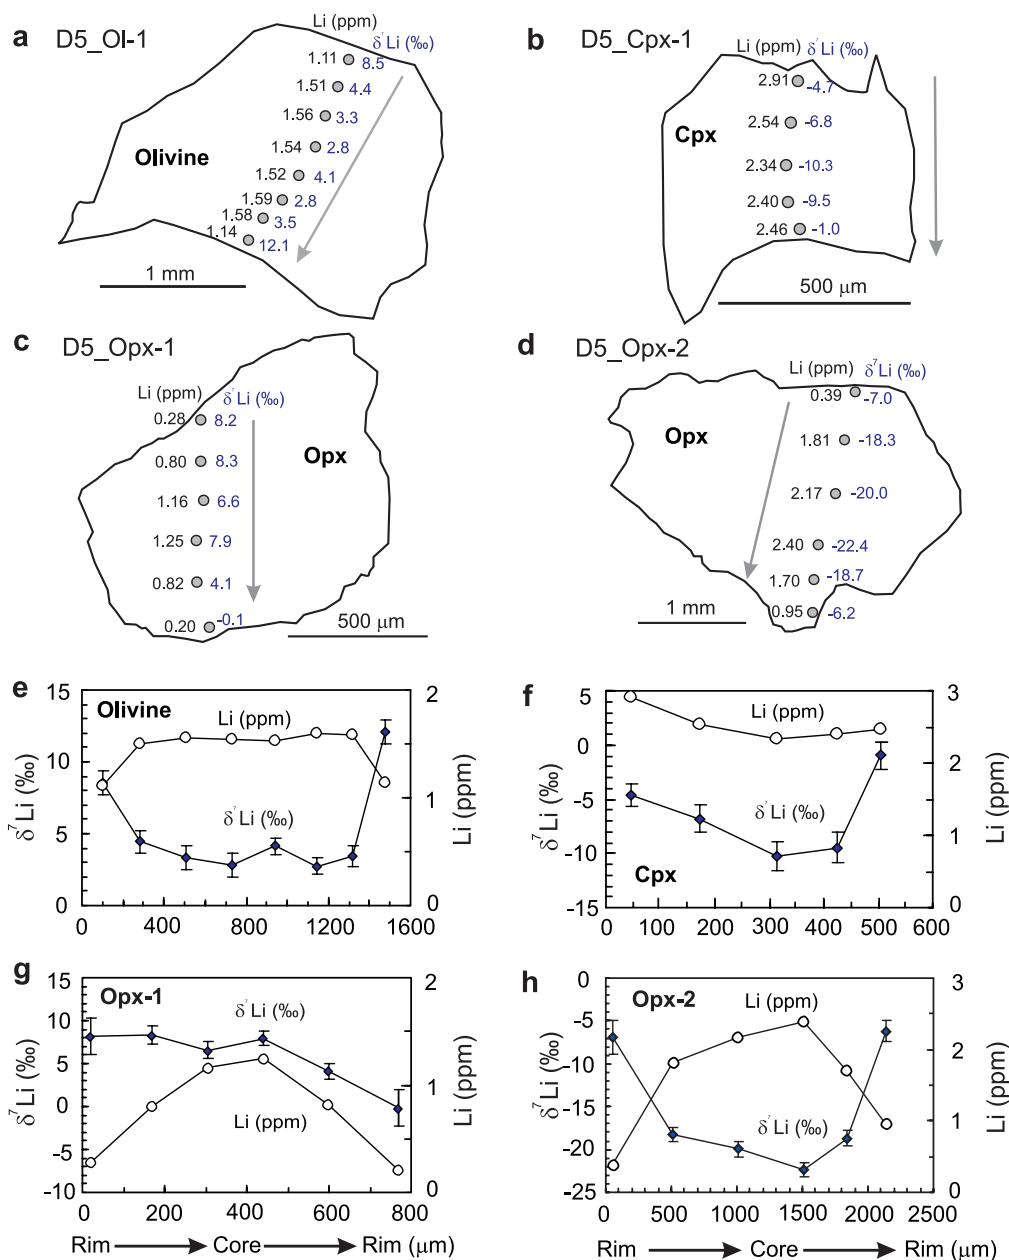 a D5_Ol-1
Li (ppm) δ⁷Li (‰)
1.11 8.5
1.51 4.4
1.56 3.3
1.54 2.8
Olivine
1.52 4.1
1.59 2.8
1.58 3.5
1.14 12.1
1 mm
b D5_Cpx-1
Li (ppm) δ⁷Li (‰)
2.91 -4.7
2.54 -6.8
Cpx
2.34 -10.3
2.40 -9.5
2.46 -1.0
500 μm
c D5_Opx-1
Li (ppm) δ⁷Li (‰)
0.28 8.2
0.80 8.3
Opx
1.16 6.6
1.25 7.9
0.82 4.1
0.20 -0.1
500 μm
d D5_Opx-2
Li (ppm) δ⁷Li (‰)
0.39 -7.0
Opx
1.81 -18.3
2.17 -20.0
2.40 -22.4
1.70 -18.7
0.95 -6.2
1 mm
e
Olivine
Li (ppm)
δ⁷Li (‰)
δ⁷Li (‰)
15
10
5
0
2
1
0
Li (ppm)
0 400 800 1200 1600
f
Li (ppm)
δ⁷Li (‰)
Cpx
δ⁷Li (‰)
5
0
-5
-10
-15
3
2
1
0
Li (ppm)
0 100 200 300 400 500 600
g
Opx-1
δ⁷Li (‰)
Li (ppm)
δ⁷Li (‰)
15
10
5
0
-5
-10
2
1
0
Li (ppm)
0 200 400 600 800
Rim Core Rim (μm)
h
Opx-2
Li (ppm)
δ⁷Li (‰)
δ⁷Li (‰)
0
-5
-10
-15
-20
-25
3
2
1
0
Li (ppm)
0 500 1000 1500 2000 2500
Rim Core Rim (μm)